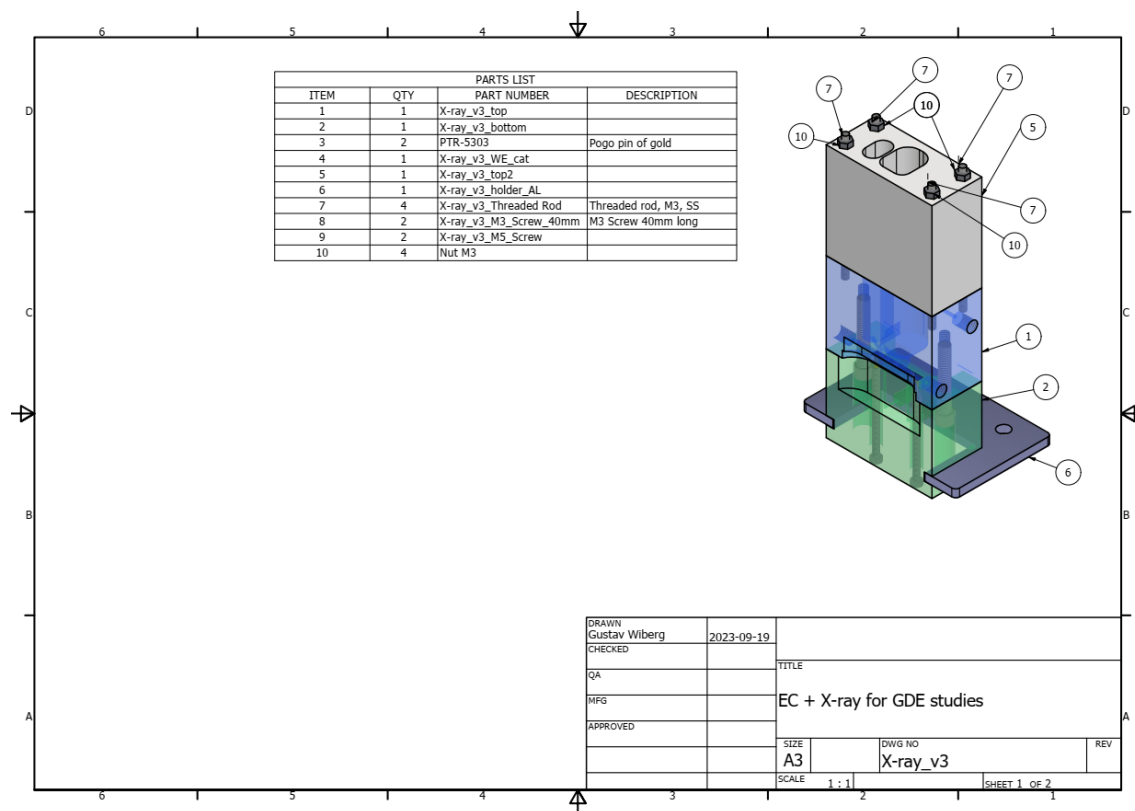 6 5 4 3 2 1
D D
PARTS LIST
ITEM QTY PART NUMBER DESCRIPTION
1 1 X-ray_v3_top
2 1 X-ray_v3_bottom
3 2 PTR-5303 Pogo pin of gold
4 1 X-ray_v3_WE_cat
5 1 X-ray_v3_top2
6 1 X-ray_v3_holder_AL
7 4 X-ray_v3_Threaded Rod Threaded rod, M3, SS
8 2 X-ray_v3_M3_Screw_40mm M3 Screw 40mm long
9 2 X-ray_v3_M5_Screw
10 4 Nut M3
7
7
7
10
10
5
7
10
C C
1
2
6
B B
DRAWN
Gustav Wiberg 2023-09-19
CHECKED
QA
MFG
APPROVED
TITLE
EC + X-ray for GDE studies
A A
SIZE
A3
DWG NO
X-ray_v3
REV
SCALE 1 : 1
SHEET 1 OF 2
6 5 4 3 2 1